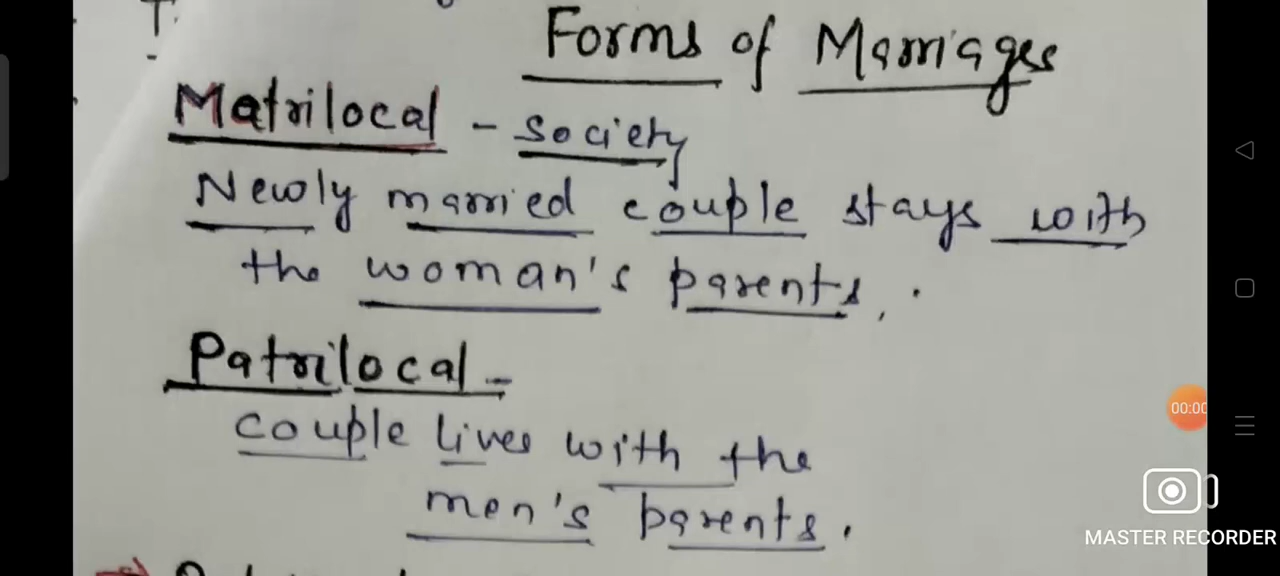 Forms of Marriages
Matrilocal - society
Newly married couple stays with
the woman's parents.
Patrilocal -
couple lives with the
men's parents.
00:00
MASTER RECORDER